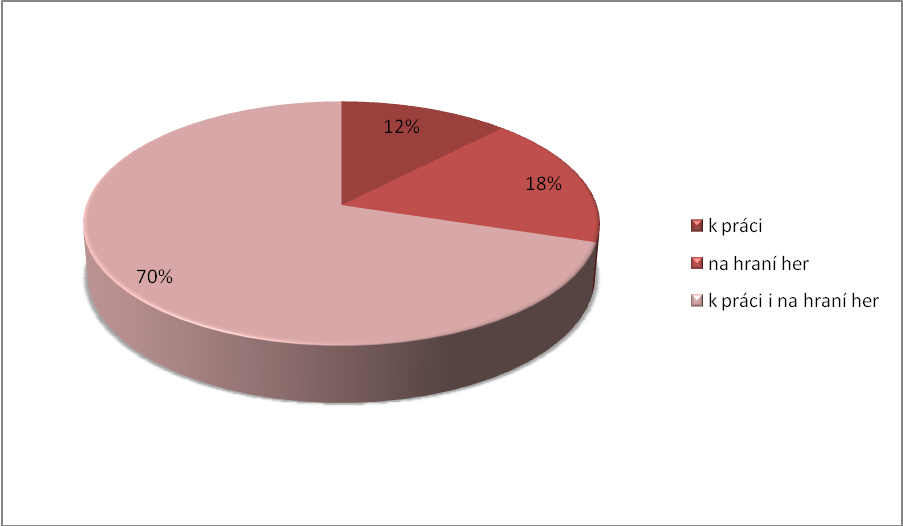 12%
18%
70%
k práci
na hraní her
k práci i na hraní her